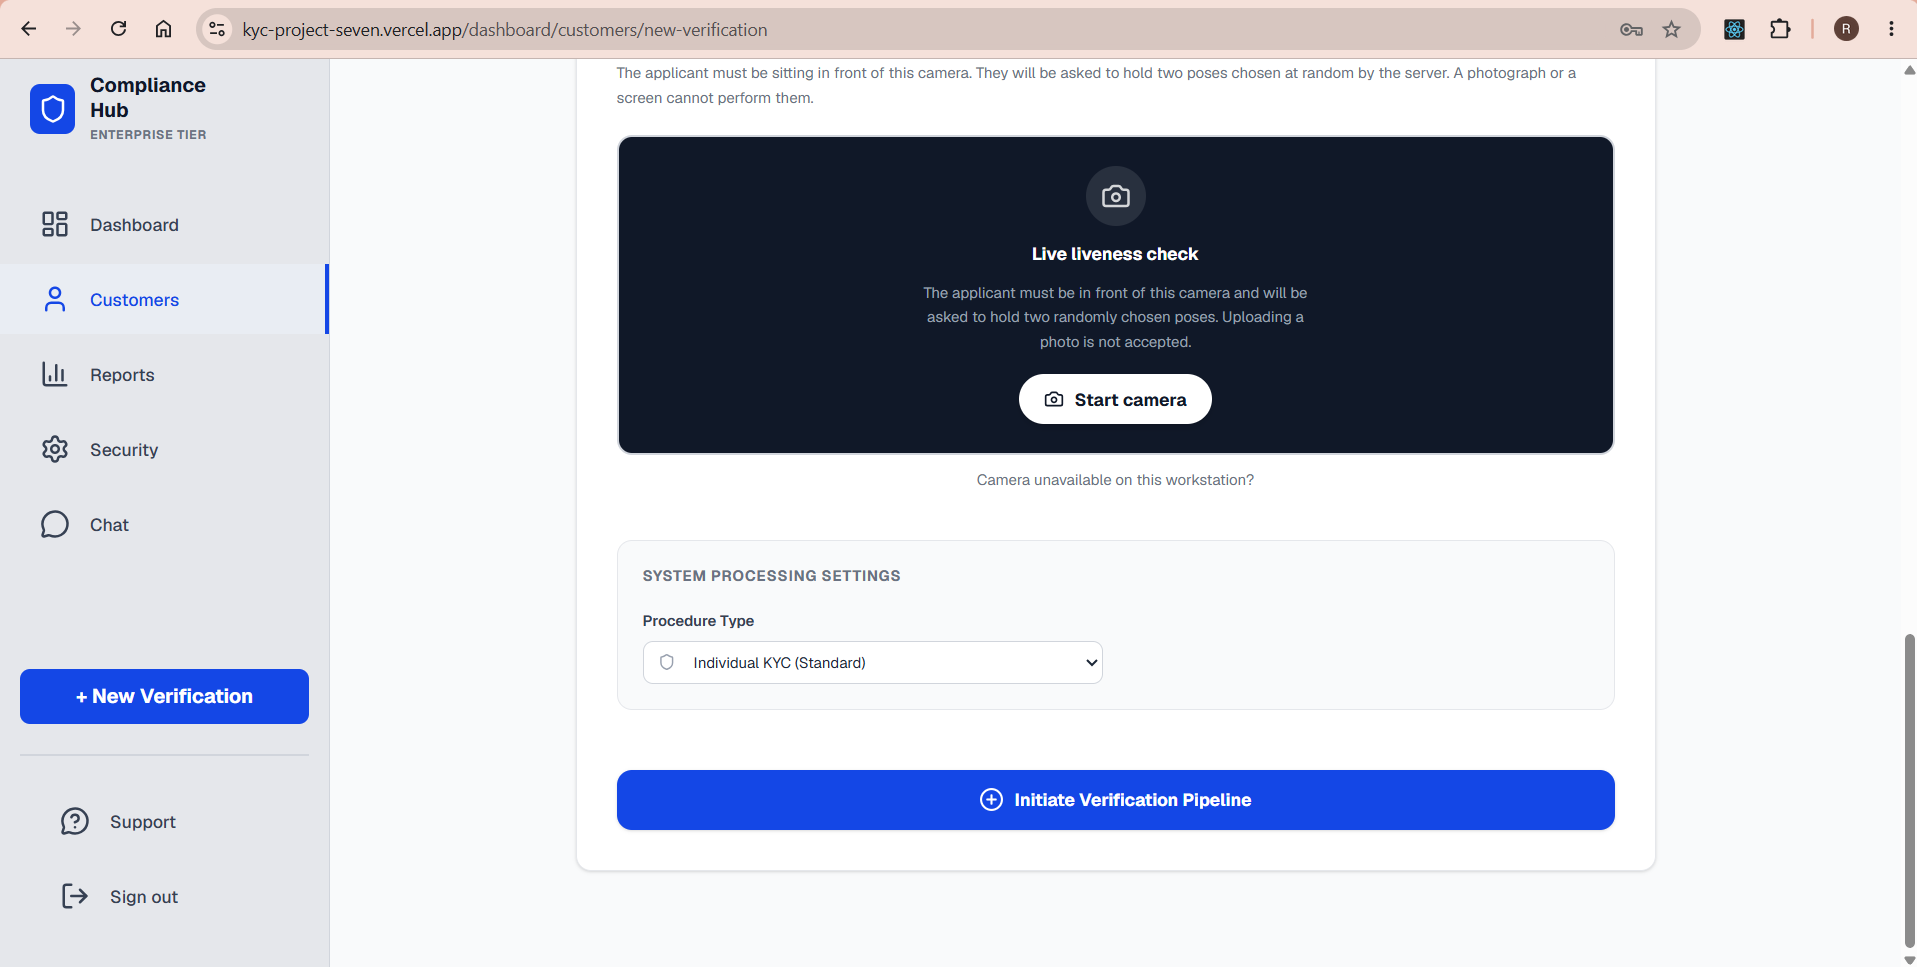 kyc-project-seven.vercel.app/dashboard/customers/new-verification
R
Compliance
Hub
ENTERPRISE TIER
Dashboard
Customers
Reports
Security
Chat
+ New Verification
Support
Sign out
The applicant must be sitting in front of this camera. They will be asked to hold two poses chosen at random by the server. A photograph or a
screen cannot perform them.
Live liveness check
The applicant must be in front of this camera and will be
asked to hold two randomly chosen poses. Uploading a
photo is not accepted.
Start camera
Camera unavailable on this workstation?
SYSTEM PROCESSING SETTINGS
Procedure Type
Individual KYC (Standard)
Initiate Verification Pipeline